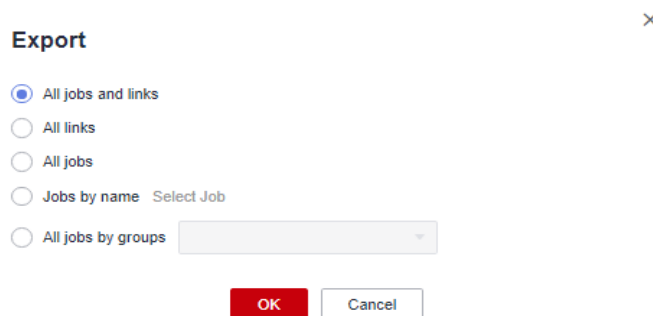 Export
All jobs and links
All links
All jobs
Jobs by name Select Job
All jobs by groups
OK Cancel